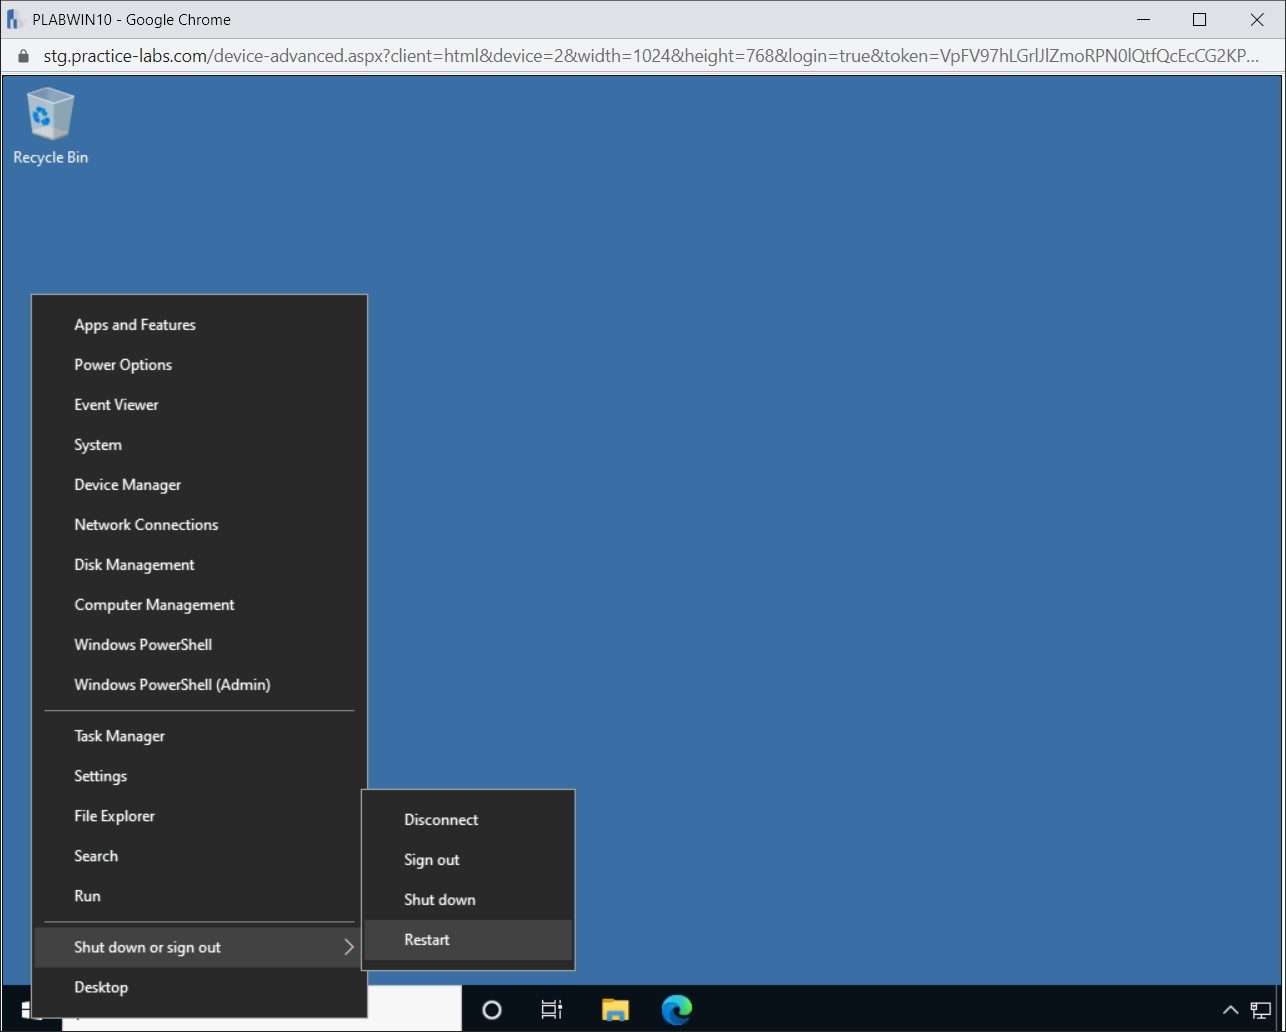 PLABWIN10 - Google Chrome
stg.practice-labs.com/device-advanced.aspx?client=html&device=2&width=1024&height=768&login=true&token=VpFV97hLGrlJlZmoRPN0lQtfQcEcCG2KP...
Recycle Bin
Apps and Features
Power Options
Event Viewer
System
Device Manager
Network Connections
Disk Management
Computer Management
Windows PowerShell
Windows PowerShell (Admin)
Task Manager
Settings
File Explorer
Search
Run
Shut down or sign out
Desktop
Disconnect
Sign out
Shut down
Restart